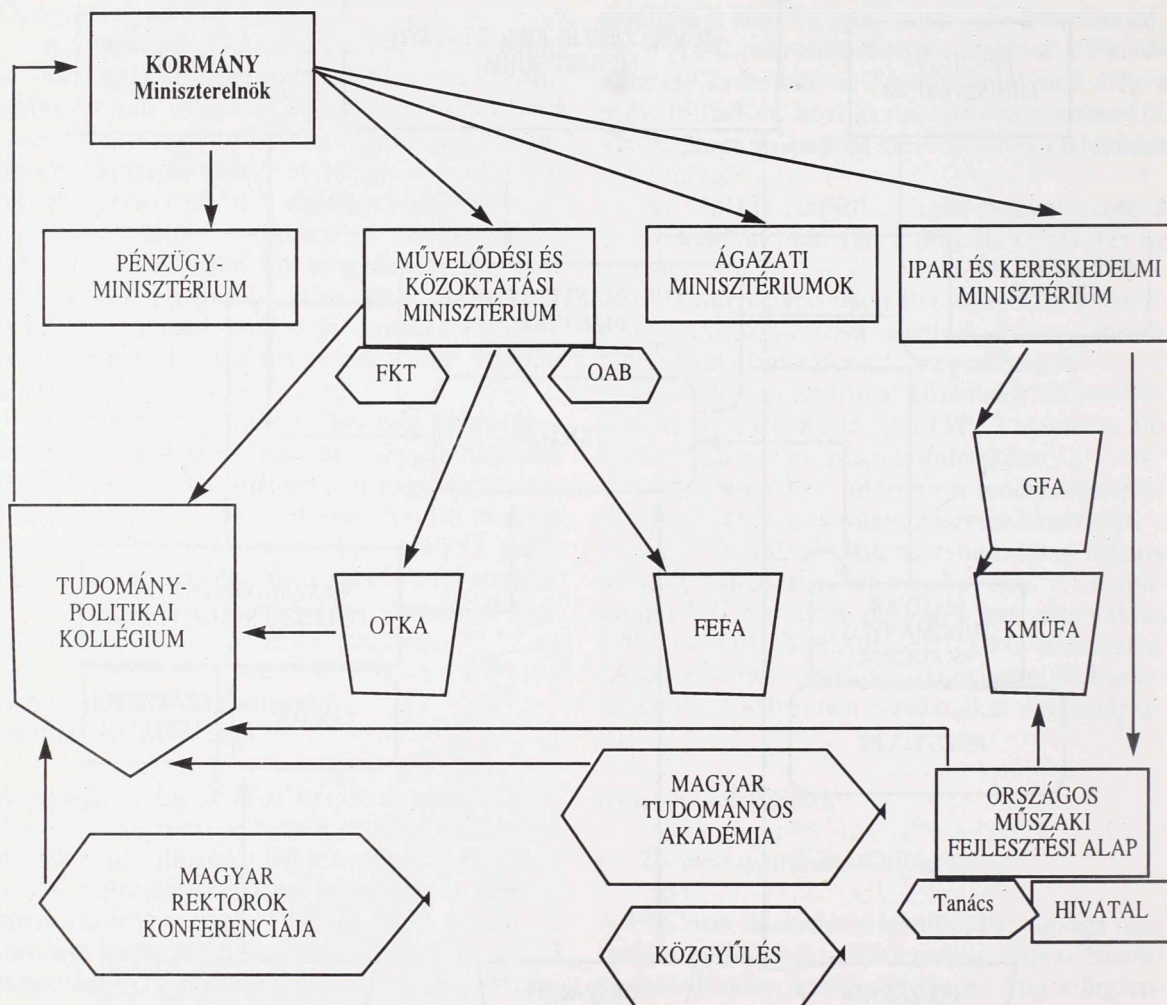 KORMÁNY
Miniszterelnök
PÉNZÜGY-
MINISZTÉRIUM
MŰVELŐDÉSI ÉS
KÖZOKTATÁSI
MINISZTÉRIUM
ÁGAZATI
MINISZTÉRIUMOK
IPARI ÉS KERESKEDELMI
MINISZTÉRIUM
FKT
OAB
GFA
TUDOMÁNY-
POLITIKAI
KOLLÉGIUM
OTKA
FEFA
KMÜFA
MAGYAR
TUDOMÁNYOS
AKADÉMIA
ORSZÁGOS
MŰSZAKI
FEJLESZTÉSI ALAP
MAGYAR
REKTOROK
KONFERENCIÁJA
Tanács
HIVATAL
KÖZGYŰLÉS